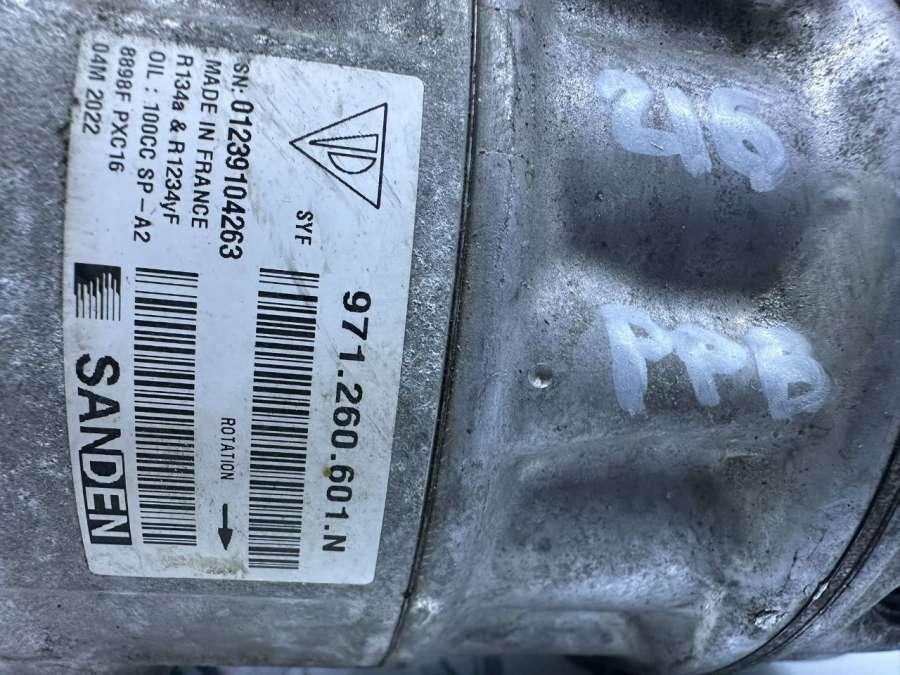 971.260.601.N
SYF
ROTATION
SN: 01239104263
MADE IN FRANCE
R134a & R1234yF
OIL : 100CC SP-A2
8898F PXC16
04M 2022
SANDEN